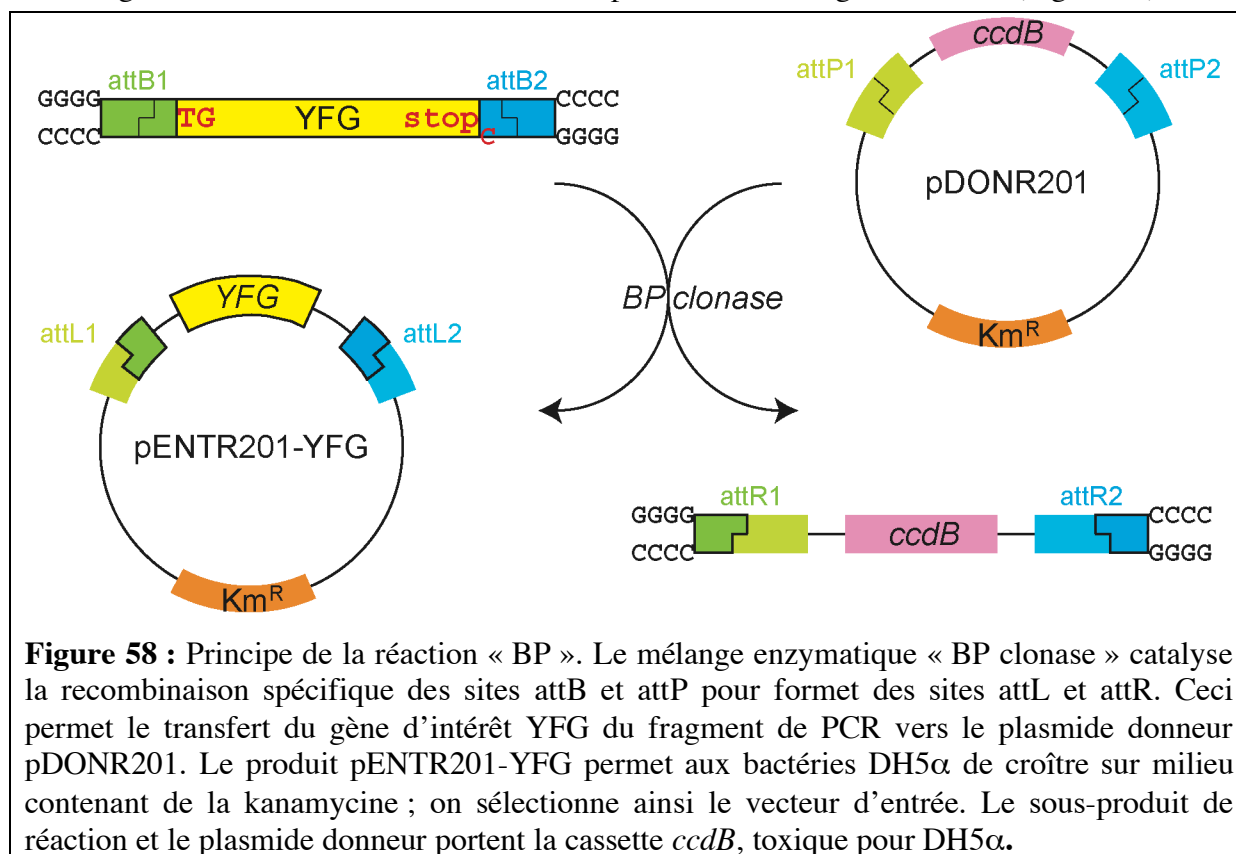 attB1
attB2
GGGG
CCCC
TG
YFG
stop
C
CCCC
GGGG
ccdB
attP1
attP2
pDONR201
Km^R
BP clonase
YFG
attL1
attL2
pENTR201-YFG
Km^R
attR1
attR2
GGGG
CCCC
ccdB
CCCC
GGGG
Figure 58 : Principe de la réaction « BP ». Le mélange enzymatique « BP clonase » catalyse
la recombinaison spécifique des sites attB et attP pour formet des sites attL et attR. Ceci
permet le transfert du gène d’intérêt YFG du fragment de PCR vers le plasmide donneur
pDONR201. Le produit pENTR201-YFG permet aux bactéries DH5α de croître sur milieu
contenant de la kanamycine ; on sélectionne ainsi le vecteur d’entrée. Le sous-produit de
réaction et le plasmide donneur portent la cassette ccdB, toxique pour DH5α.